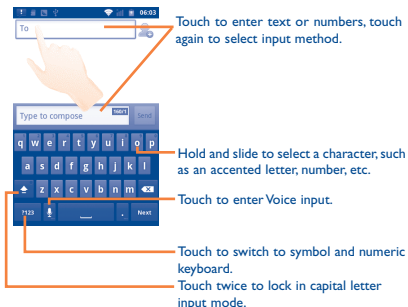 06:03
To
Touch to enter text or numbers, touch
again to select input method.
Type to compose
160/1
Send
q w e r t y u i o p
Hold and slide to select a character, such
as an accented letter, number, etc.
a s d f g h j k l
z x c v b n m
Touch to enter Voice input.
?123 . Next
Touch to switch to symbol and numeric
keyboard.
Touch twice to lock in capital letter
input mode.